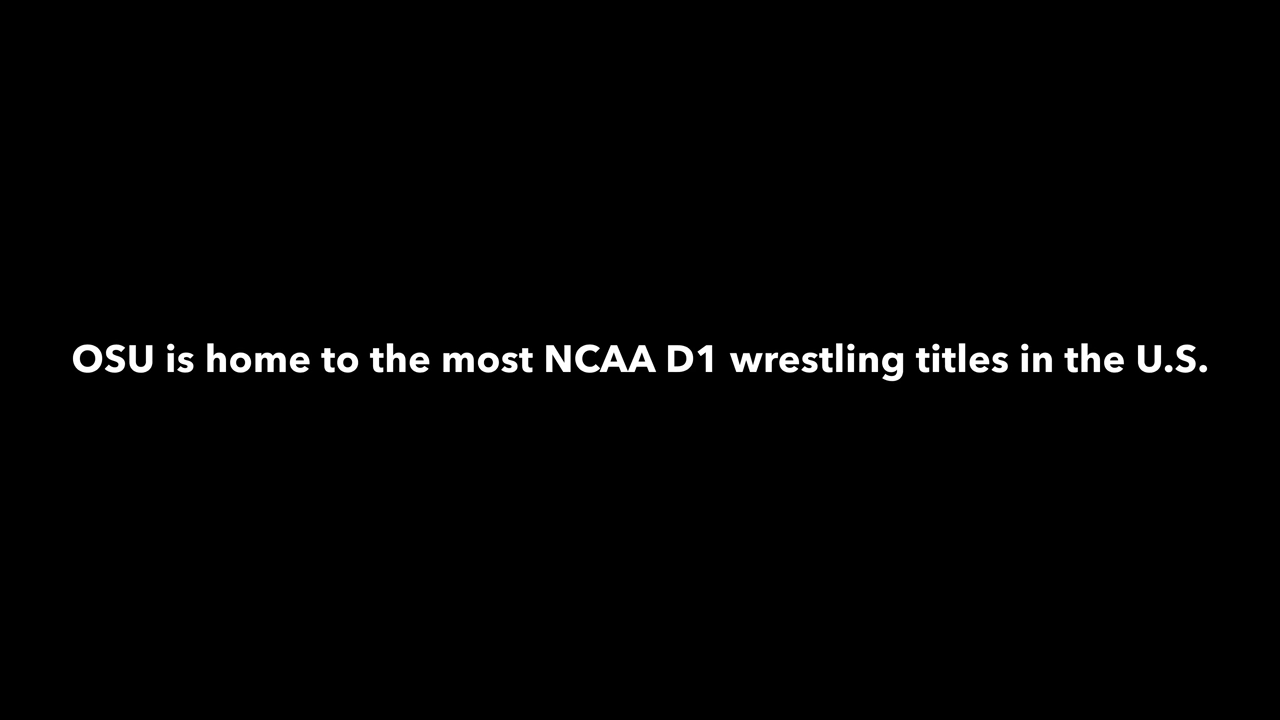 OSU is home to the most NCAA D1 wrestling titles in the U.S.